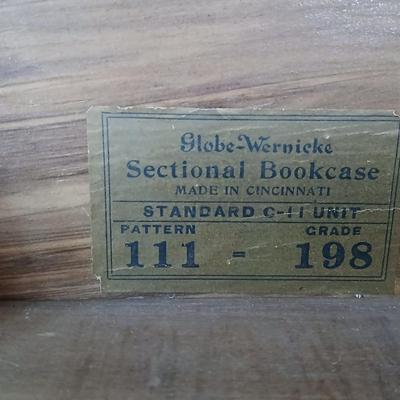 Globe-Wernicke
Sectional Bookcase
MADE IN CINCINNATI
STANDARD C-11 UNIT
PATTERN GRADE
111 - 198